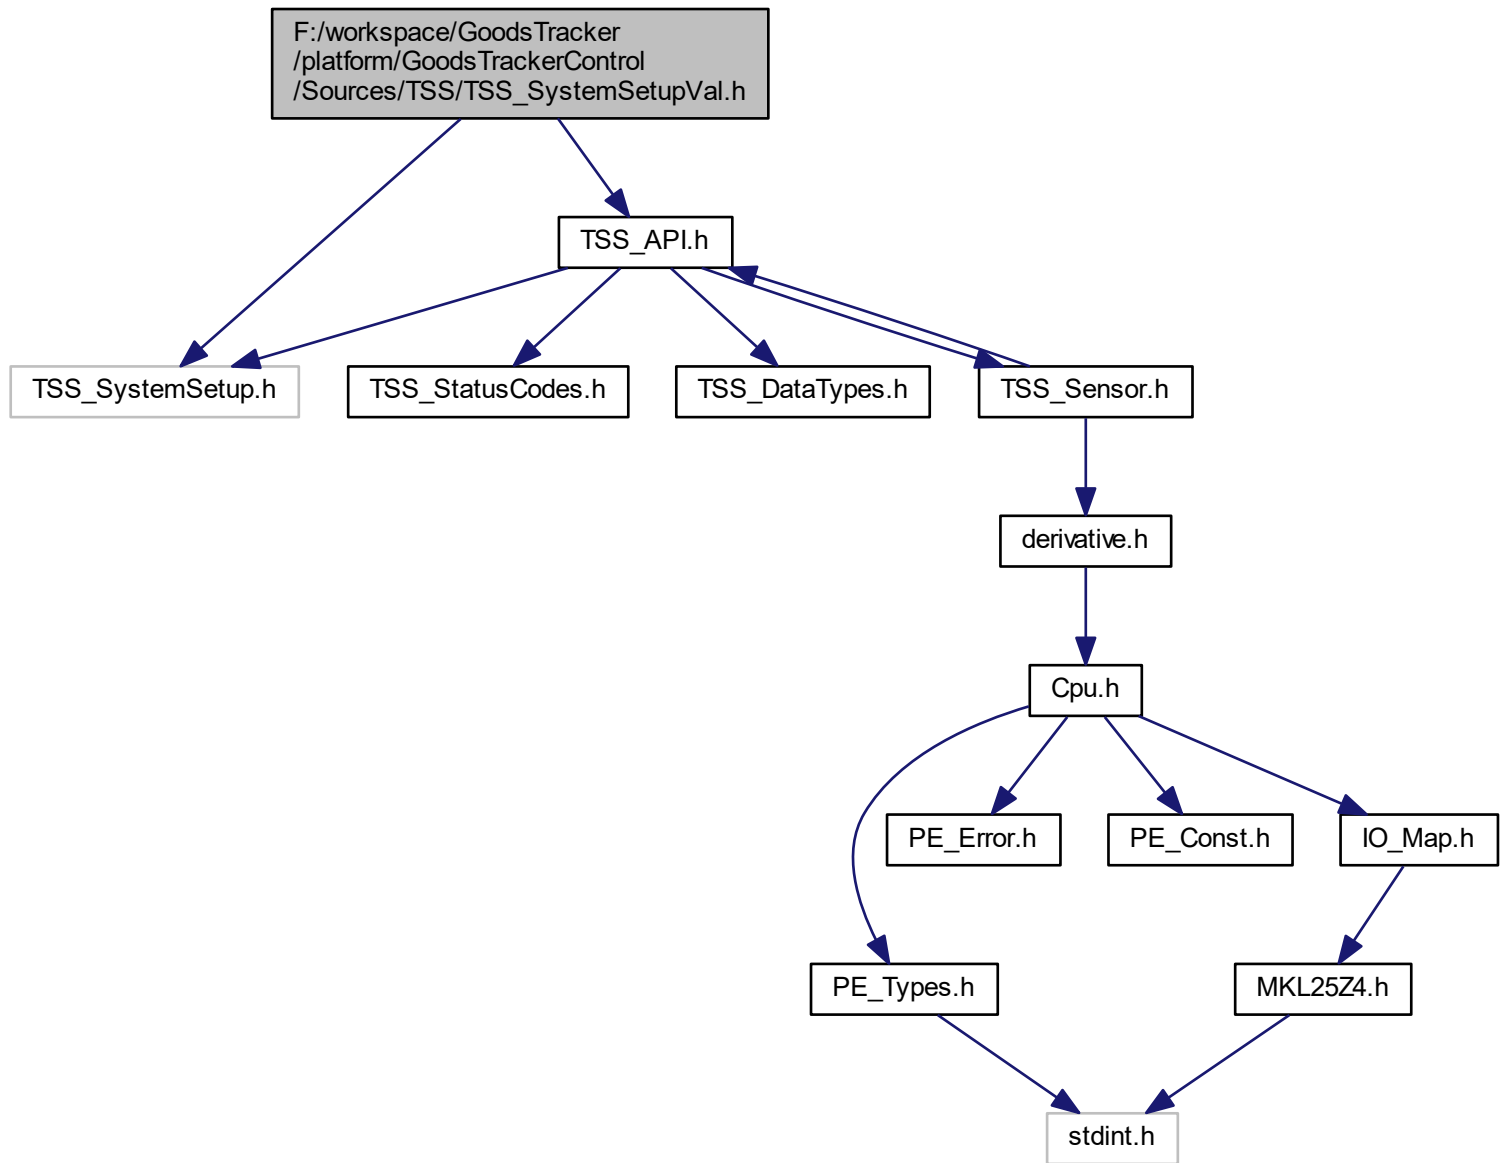 F:/workspace/GoodsTracker
/platform/GoodsTrackerControl
/Sources/TSS/TSS_SystemSetupVal.h
TSS_API.h
TSS_SystemSetup.h
TSS_StatusCodes.h
TSS_DataTypes.h
TSS_Sensor.h
derivative.h
Cpu.h
PE_Error.h
PE_Const.h
IO_Map.h
PE_Types.h
MKL25Z4.h
stdint.h